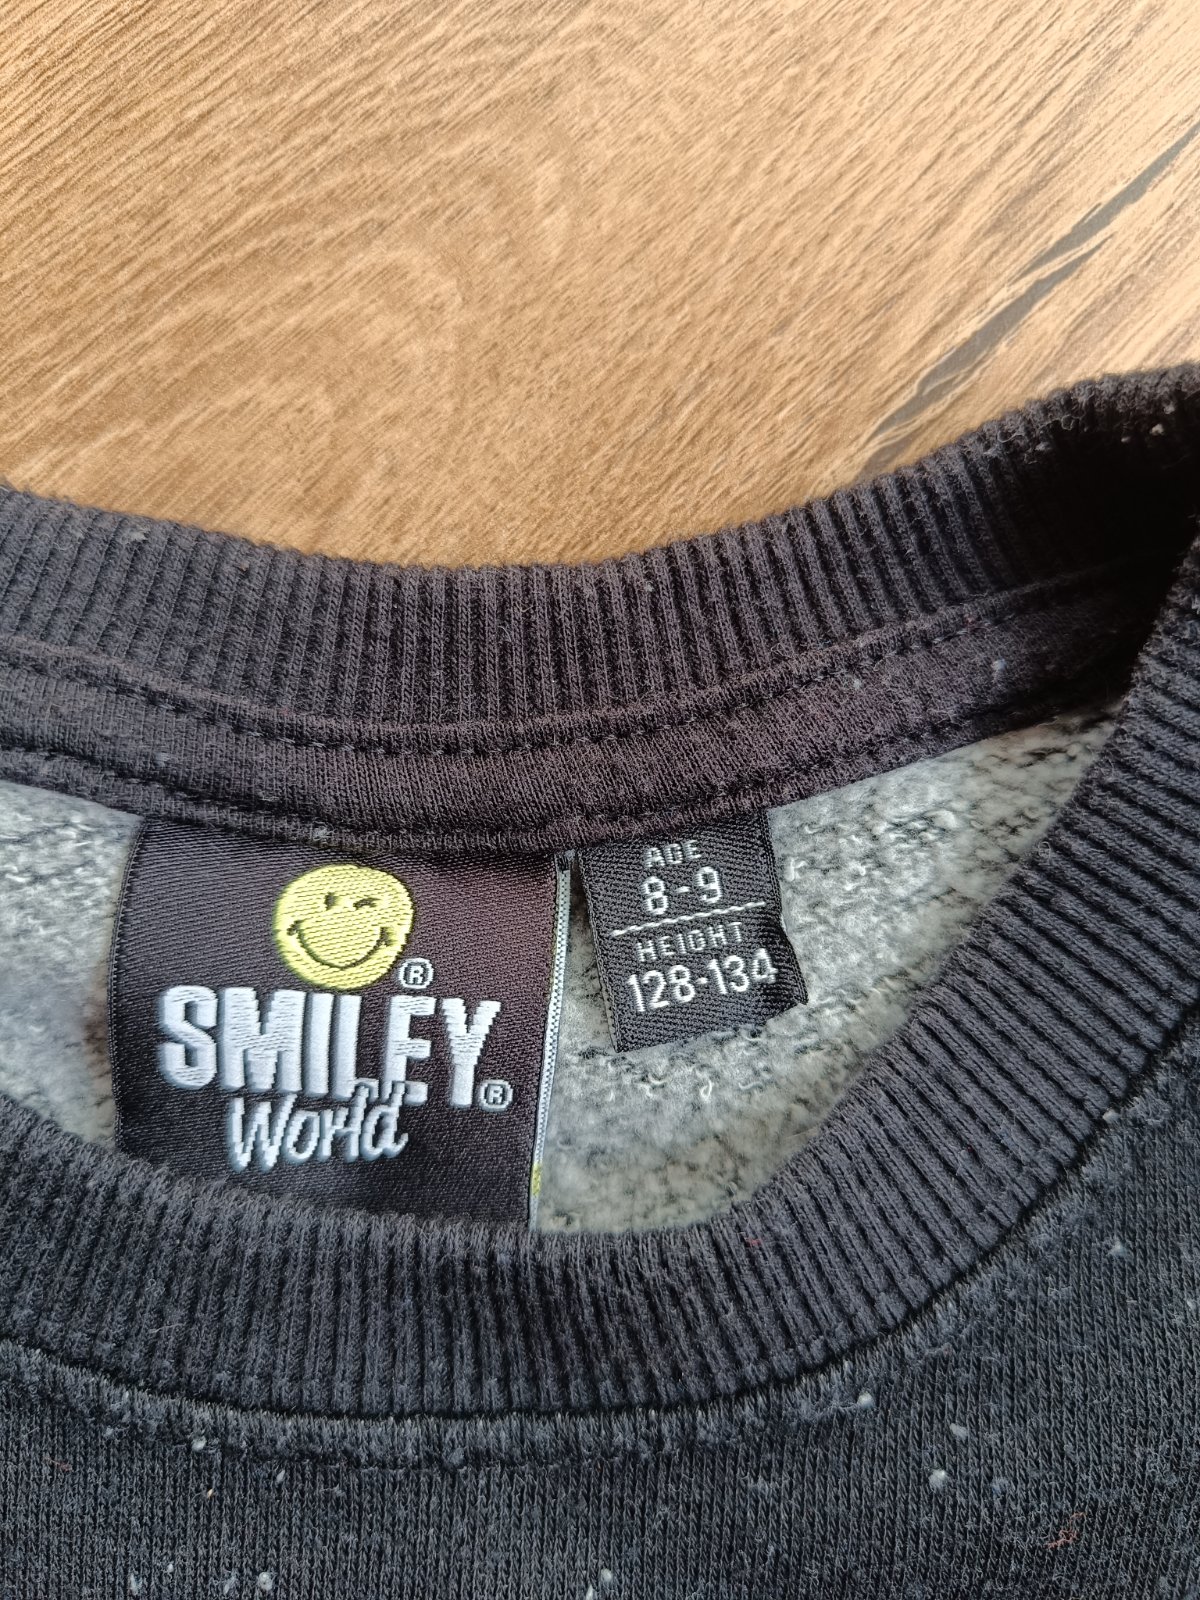 ®
SMILEY®
World
AGE
8-9
HEIGHT
128-134